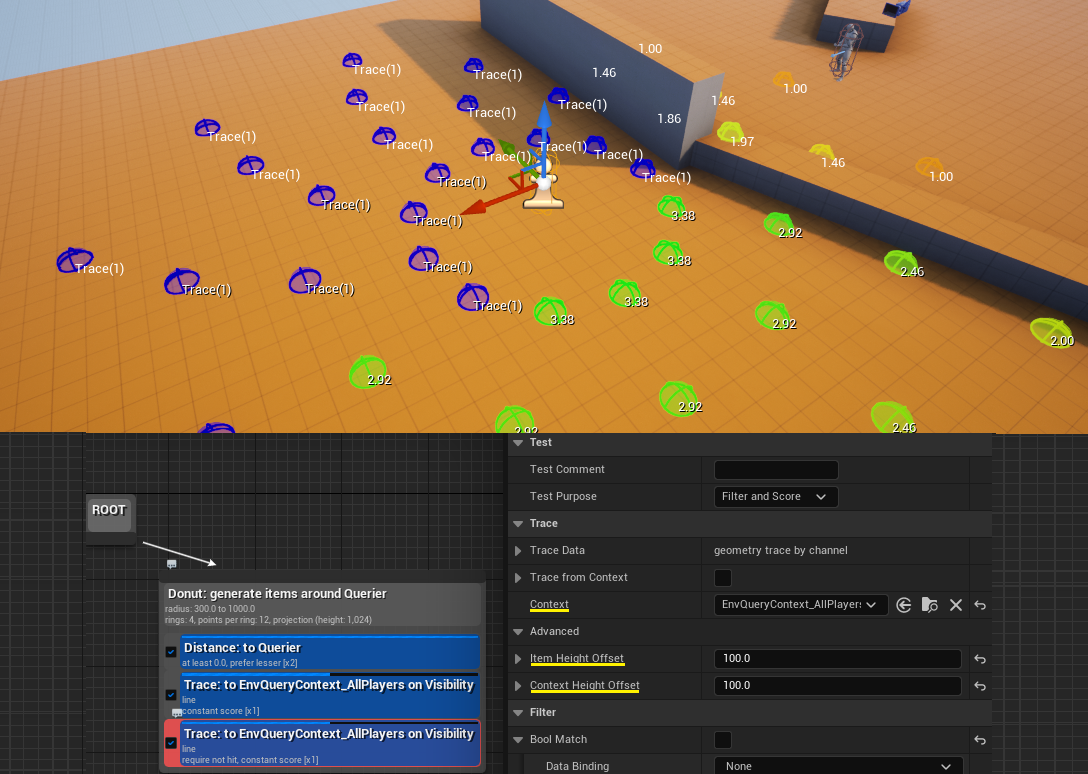 1.00
Trace(1)
Trace(1)
1.46
1.00
Trace(1)
Trace(1)
Trace(1)
1.46
Trace(1)
1.86
Trace(1)
Trace(1)
Trace(1)
1.97
Trace(1)
Trace(1)
1.46
Trace(1)
Trace(1)
Trace(1)
1.00
Trace(1)
3.38
Trace(1)
2.92
3.38
Trace(1)
Trace(1)
2.46
Trace(1)
Trace(1)
3.38
Trace(1)
3.38
2.92
2.00
2.92
2.92
2.46
2.92
ROOT
Donut: generate items around Querier
radius: 300.0 to 1000.0
rings: 4, points per ring: 12, projection (height: 1,024)
Distance: to Querier
at least 0.0, prefer lesser [x2]
Trace: to EnvQueryContext_AllPlayers on Visibility
line
constant score [x1]
Trace: to EnvQueryContext_AllPlayers on Visibility
line
require not hit, constant score [x1]
Test
Test Comment
Test Purpose Filter and Score
Trace
Trace Data geometry trace by channel
Trace from Context
Context EnvQueryContext_AllPlayers
Advanced
Item Height Offset 100.0
Context Height Offset 100.0
Filter
Bool Match
Data Binding None